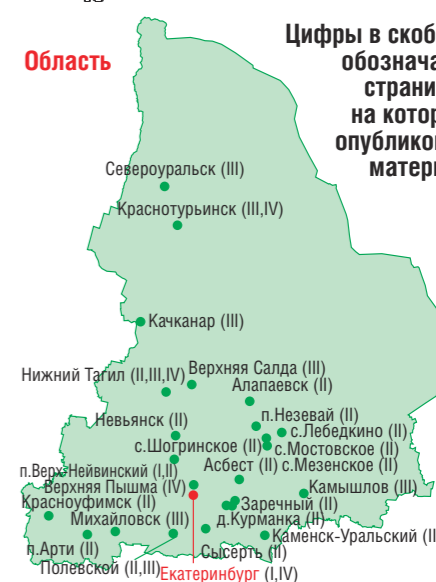 Область
Цифры в
обознача
страни
на котор
опубликов
матери
Североуральск (III)
Краснотурьинск (III,IV)
Качканар (III)
Нижний Тагил (II,III,IV)
Верхняя Салда (III)
Алапаевск (II)
Невьянск (II)
п.Незевай (II)
с.Лебедкино (II)
с.Шогринское (II)
с.Мостовское (II)
п.Верх-Нейвинский (I,II)
Асбест (II)
с.Мезенское (II)
Верхняя Пышма (IV)
Камышлов (III)
Красноуфимск (II)
Заречный (II)
Михайловск (III)
д.Курманка (II)
Каменск-Уральский (II
п.Арти (II)
Сысерть (II)
Полевской (II,III)
Екатеринбург (I,IV)